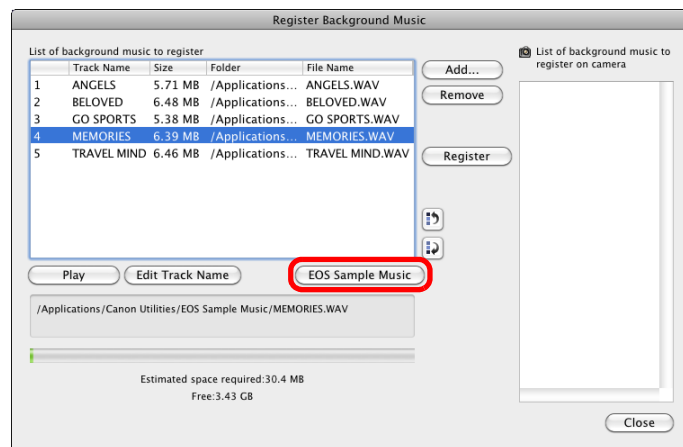 Register Background Music
List of background music to register
Track Name Size Folder File Name
1 ANGELS 5.71 MB /Applications... ANGELS.WAV
2 BELOVED 6.48 MB /Applications... BELOVED.WAV
3 GO SPORTS 5.38 MB /Applications... GO SPORTS.WAV
4 MEMORIES 6.39 MB /Applications... MEMORIES.WAV
5 TRAVEL MIND 6.46 MB /Applications... TRAVEL MIND.WAV
Add...
Remove
Register
Play
Edit Track Name
EOS Sample Music
/Applications/Canon Utilities/EOS Sample Music/MEMORIES.WAV
Estimated space required:30.4 MB
Free:3.43 GB
List of background music to
register on camera
Close